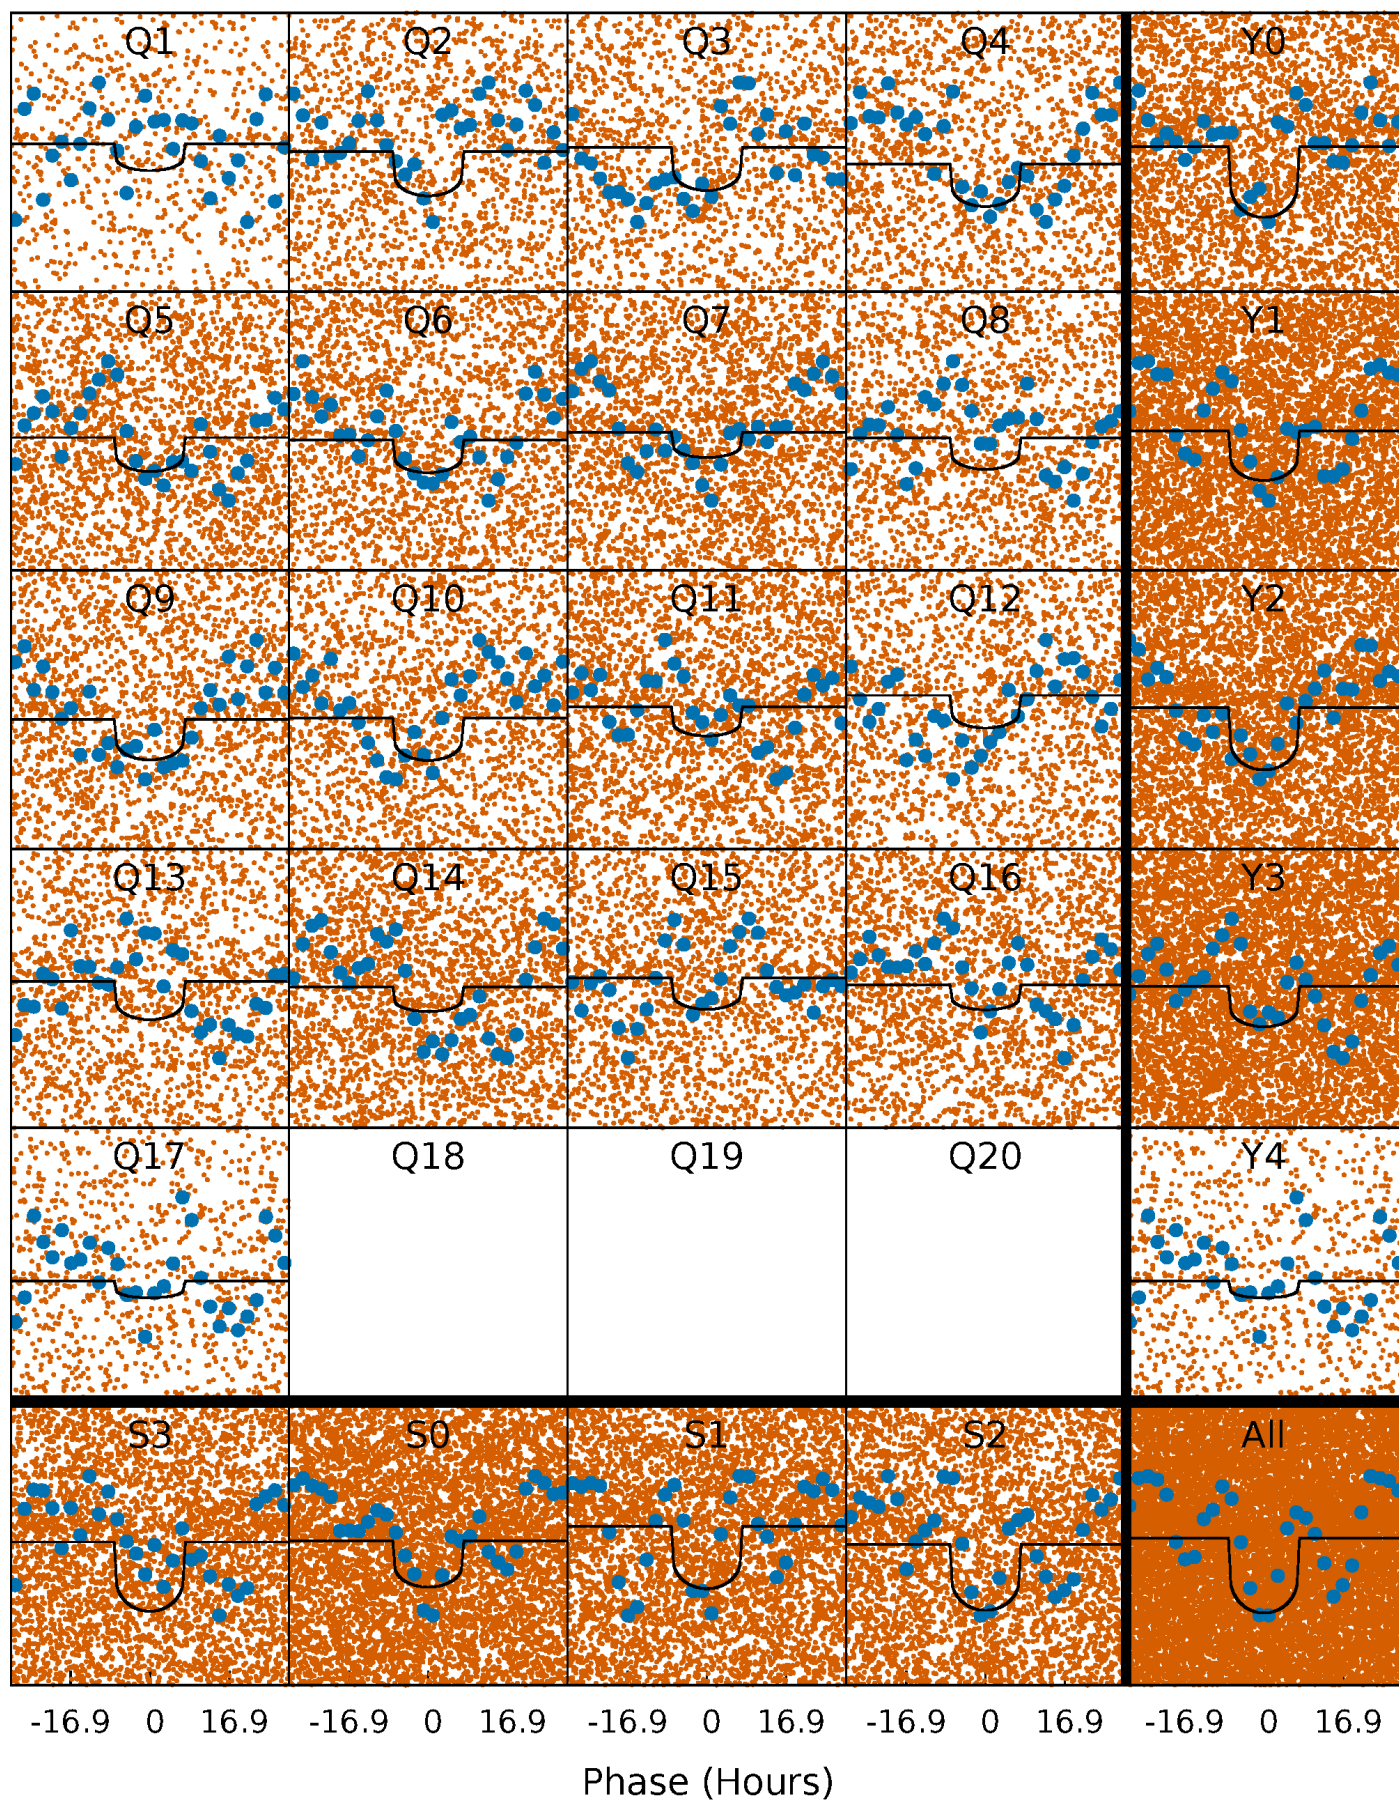 Q1 Q2 Q3 Q4 Y0
Q5 Q6 Q7 Q8 Y1
Q9 Q10 Q11 Q12 Y2
Q13 Q14 Q15 Q16 Y3
Q17 Q18 Q19 Q20 Y4
S3 S0 S1 S2 All
-16.9 0 16.9 -16.9 0 16.9 -16.9 0 16.9 -16.9 0 16.9 -16.9 0 16.9
Phase (Hours)